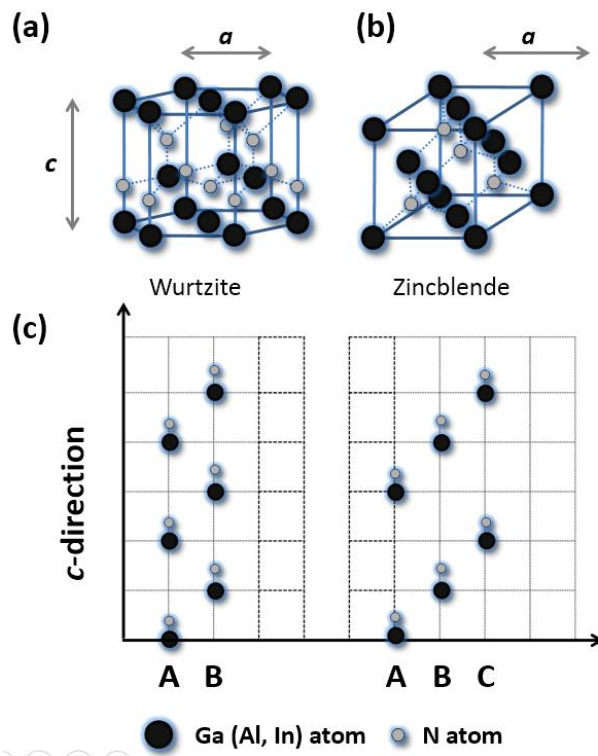 (a)
a
(b)
a
c
Wurtzite
Zincblende
(c)
c-direction
A B A B C
Ga (Al, In) atom N atom